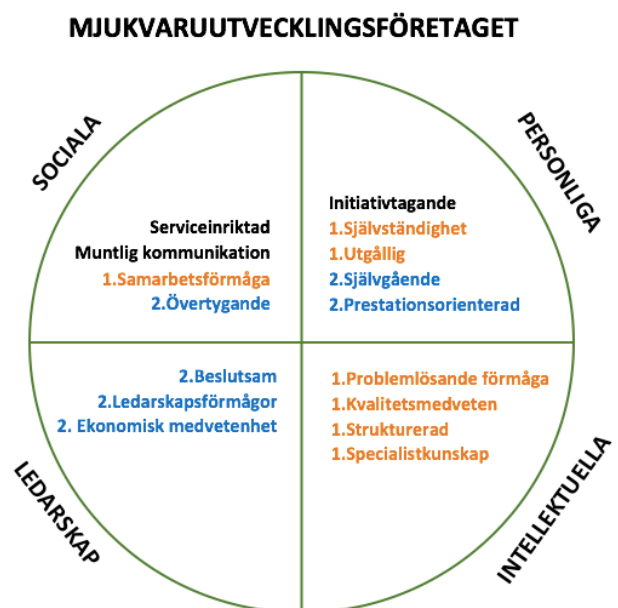 MJUKVARUUTVECKLINGSFÖRETAGET
SOCIALA
PERSONLIGA
Serviceinriktad
Muntlig kommunikation
1.Samarbetsförmåga
2.Övertygande
Initiativtagande
1.Självständighet
1.Utgållig
2.Självgående
2.Prestationsorienterad
2.Beslutsam
2.Ledarskapsförmågor
2. Ekonomisk medvetenhet
1.Problemlösande förmåga
1.Kvalitetsmedveten
1.Strukturerad
1.Specialistkunskap
LEDARSKAP
INTELLEKTUELLA